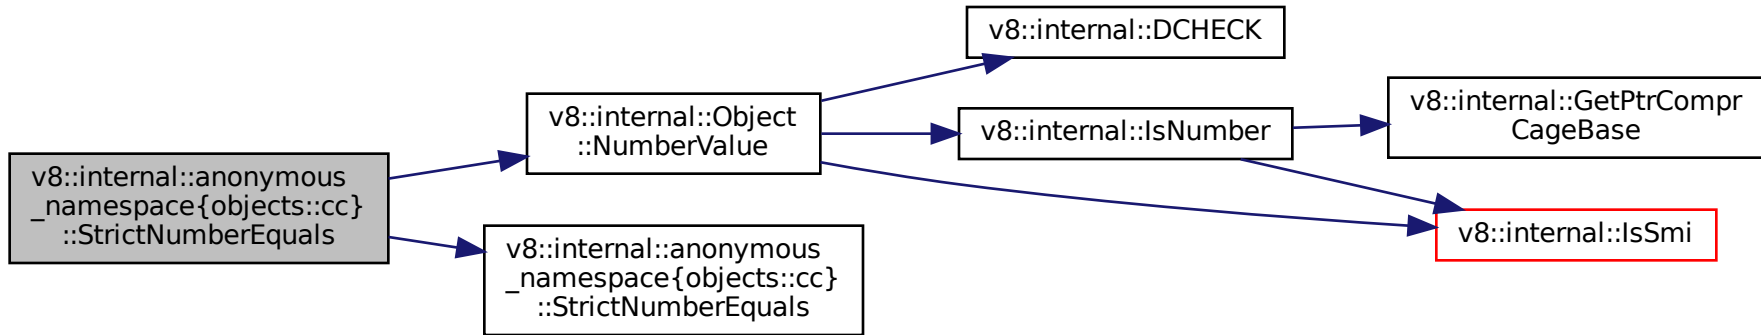 v8::internal::anonymous
_namespace{objects::cc}
::StrictNumberEquals
v8::internal::Object
::NumberValue
v8::internal::anonymous
_namespace{objects::cc}
::StrictNumberEquals
v8::internal::DCHECK
v8::internal::IsNumber
v8::internal::GetPtrCompr
CageBase
v8::internal::IsSmi